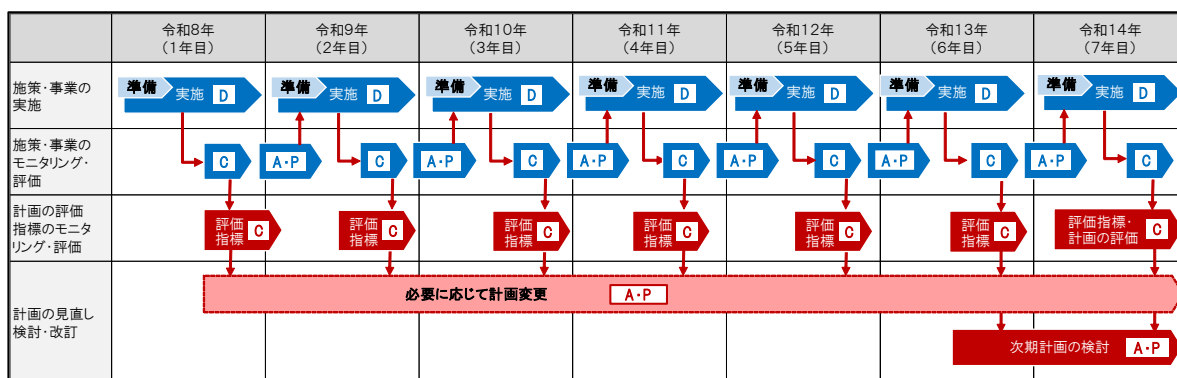 令和8年
（1年目）
令和9年
（2年目）
令和10年
（3年目）
令和11年
（4年目）
令和12年
（5年目）
令和13年
（6年目）
令和14年
（7年目）
施策・事業の
実施
準備 実施 D
準備 実施 D
準備 実施 D
準備 実施 D
準備 実施 D
準備 実施 D
準備 実施 D
施策・事業の
モニタリング・
評価
C
A・P
C
A・P
C
A・P
C
A・P
C
A・P
C
A・P
C
計画の評価
指標のモニタ
リング・評価
評価
指標 C
評価
指標 C
評価
指標 C
評価
指標 C
評価
指標 C
評価
指標 C
評価指標・
計画の評価 C
計画の見直し
検討・改訂
必要に応じて計画変更 A・P
次期計画の検討 A・P